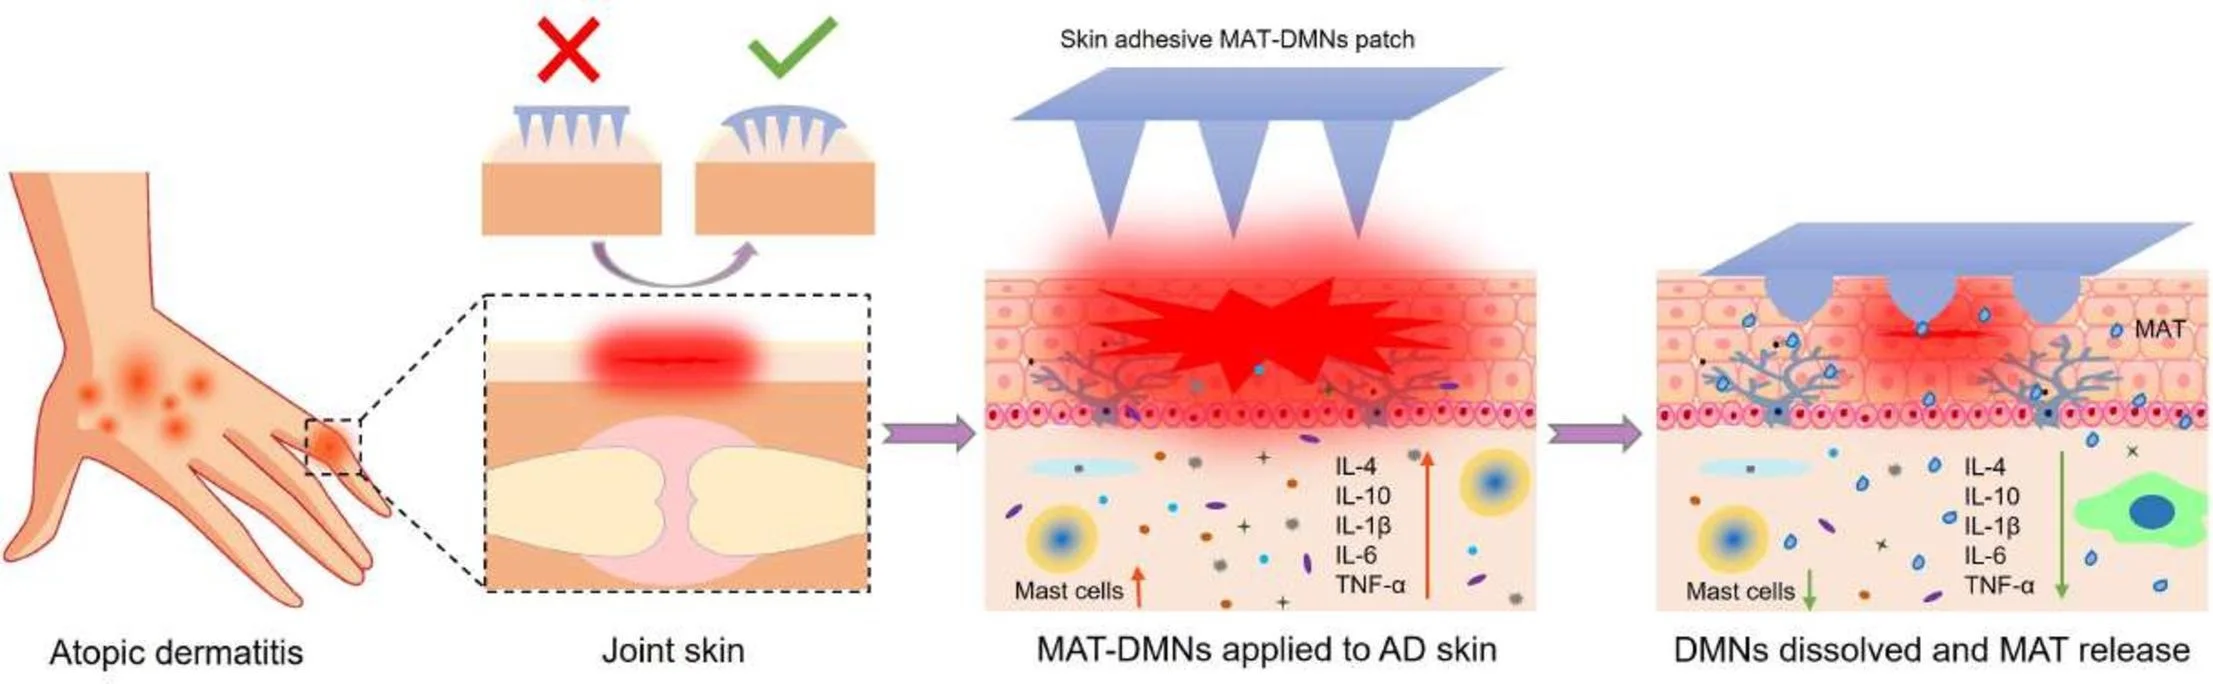 Skin adhesive MAT-DMNs patch
MAT
IL-4
IL-10
IL-1β
IL-6
TNF-α
Mast cells
IL-4
IL-10
IL-1β
IL-6
TNF-α
Mast cells
Atopic dermatitis
Joint skin
MAT-DMNs applied to AD skin
DMNs dissolved and MAT release